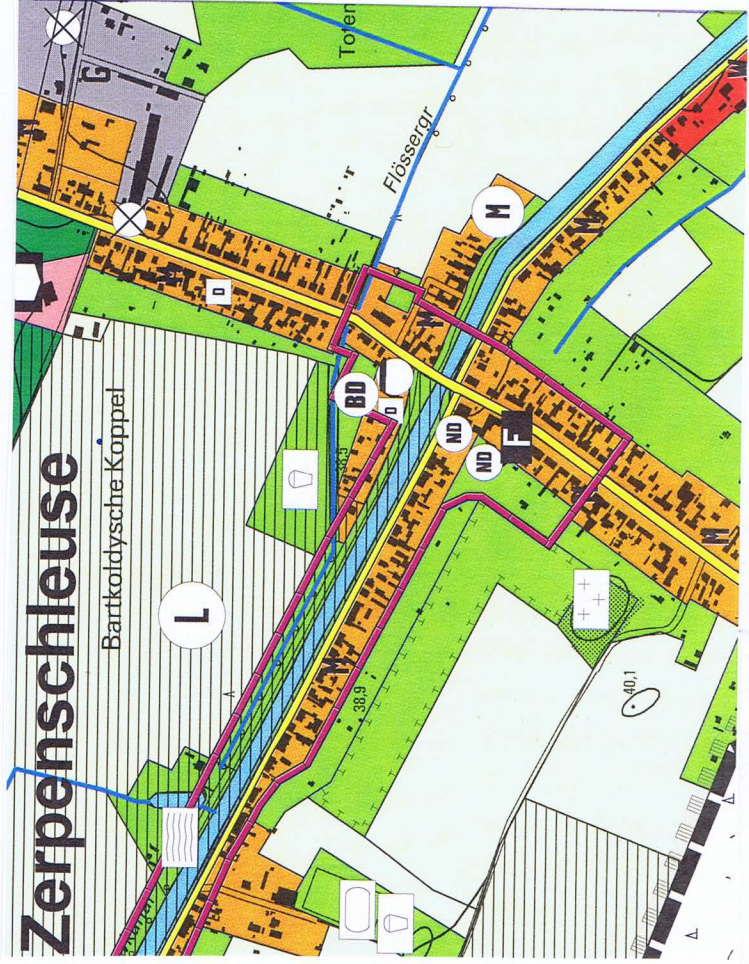 Zerpenschleuse
Bartkoldysche Koppel
Toten
Flössergr
G
M
D
M
M
M
W
BD
D
38,5
ND
ND
F
M
L
M
38,9
40,1